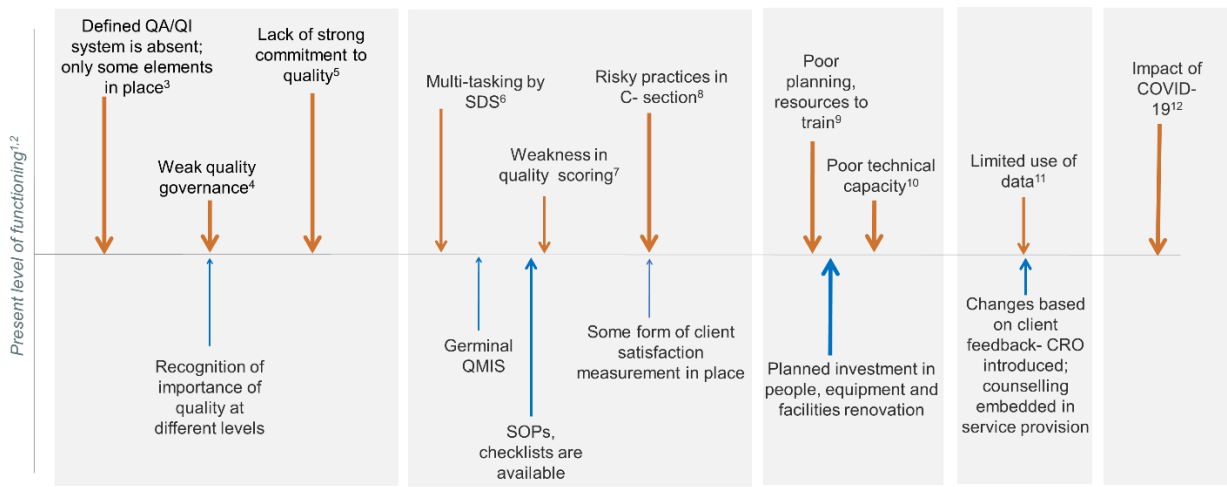 Present level of functioning1,2
Defined QA/QI
system is absent;
only some elements
in place3
Weak quality
governance4
Lack of strong
commitment to
quality5
Recognition of
importance of
quality at
different levels
Multi-tasking by
SDS6
Weakness in
quality scoring7
Risky practices in
C- section8
Germinal
QMIS
SOPs,
checklists are
available
Some form of client
satisfaction
measurement in place
Poor
planning,
resources to
train9
Poor technical
capacity10
Planned investment in
people, equipment and
facilities renovation
Limited use of
data11
Changes based
on client
feedback- CRO
introduced;
counselling
embedded in
service provision
Impact of
COVID-
1912